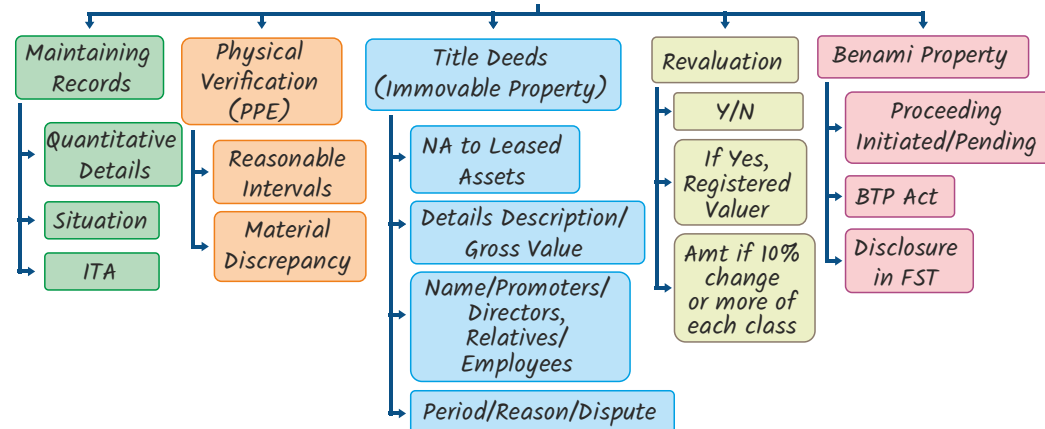 Maintaining
Records
Quantitative
Details
Situation
ITA
Physical
Verification
(PPE)
Reasonable
Intervals
Material
Discrepancy
Title Deeds
(Immovable Property)
NA to Leased
Assets
Details Description/
Gross Value
Name/Promoters/
Directors,
Relatives/
Employees
Period/Reason/Dispute
Revaluation
Y/N
If Yes,
Registered
Valuer
Amt if 10%
change
or more of
each class
Benami Property
Proceeding
Initiated/Pending
BTP Act
Disclosure
in FST